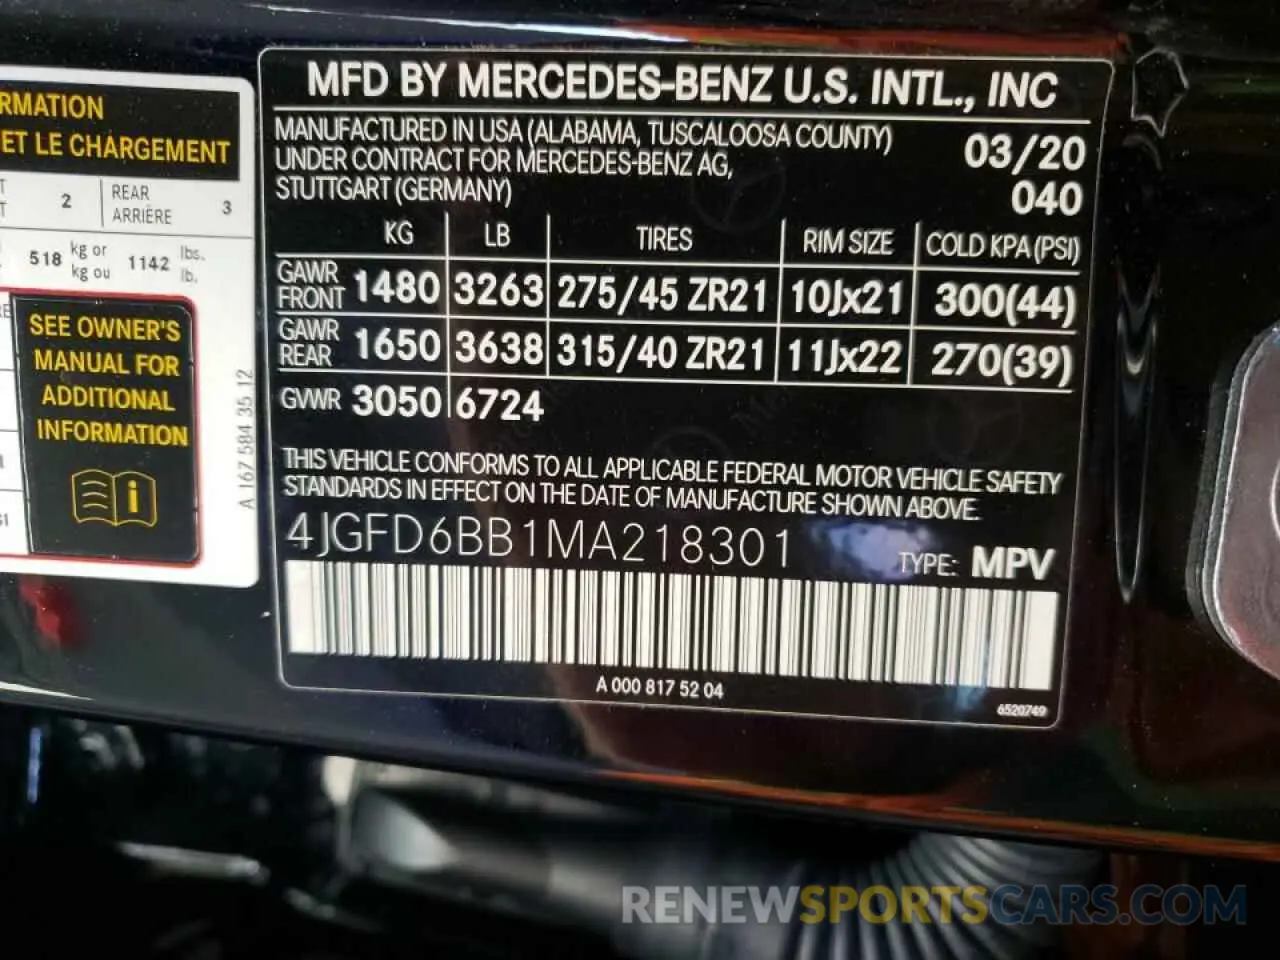 RMATION
ET LE CHARGEMENT
2 REAR ARRIÈRE 3
518 kg or kg ou 1142 lbs. lb.
SEE OWNER'S
MANUAL FOR
ADDITIONAL
INFORMATION
A 167 584 35 12
MFD BY MERCEDES-BENZ U.S. INTL., INC
MANUFACTURED IN USA (ALABAMA, TUSCALOOSA COUNTY)
UNDER CONTRACT FOR MERCEDES-BENZ AG,
STUTTGART (GERMANY)
03/20
040
KG LB TIRES RIM SIZE COLD KPA (PSI)
GAWR FRONT 1480 3263 275/45 ZR21 10Jx21 300(44)
GAWR REAR 1650 3638 315/40 ZR21 11Jx22 270(39)
GVWR 3050 6724
THIS VEHICLE CONFORMS TO ALL APPLICABLE FEDERAL MOTOR VEHICLE SAFETY
STANDARDS IN EFFECT ON THE DATE OF MANUFACTURE SHOWN ABOVE.
4JGFD6BB1MA218301 TYPE: MPV
A 000 817 52 04
6520749
RENEWSPORTSCARS.COM